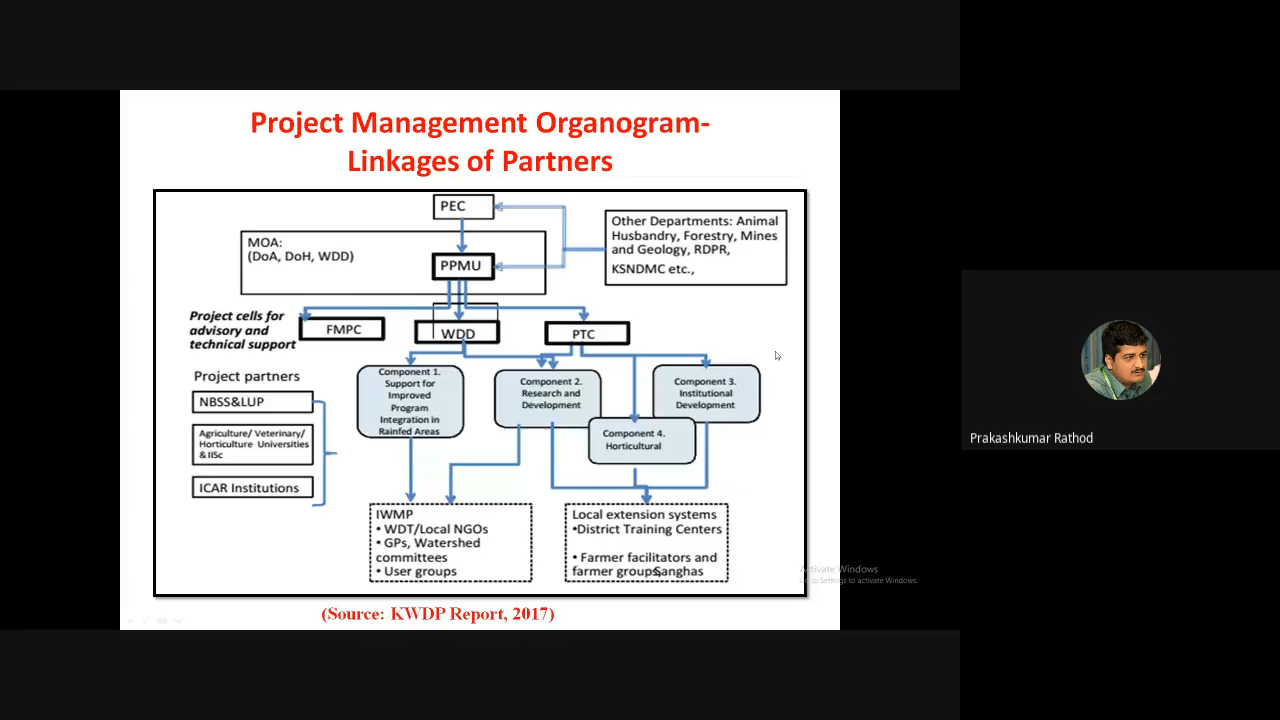 Project Management Organogram-
Linkages of Partners
PEC
Other Departments: Animal
Husbandry, Forestry, Mines
and Geology, RDPR,
KSNDMC etc.,
MOA:
(DoA, DoH, WDD)
PPMU
Project cells for
advisory and
technical support
FMPC
WDD
PTC
Project partners
NBSS&LUP
Agriculture/ Veterinary/
Horticulture Universities
& IISc
ICAR Institutions
Component 1.
Support for
Improved
Program
Integration in
Rainfed Areas
Component 2.
Research and
Development
Component 3.
Institutional
Development
Component 4.
Horticultural
IWMP
• WDT/Local NGOs
• GPs, Watershed
committees
• User groups
Local extension systems
•District Training Centers
• Farmer facilitators and
farmer groups Sanghas
(Source: KWDP Report, 2017)
Activate Windows
Go to Settings to activate Windows.
Prakashkumar Rathod